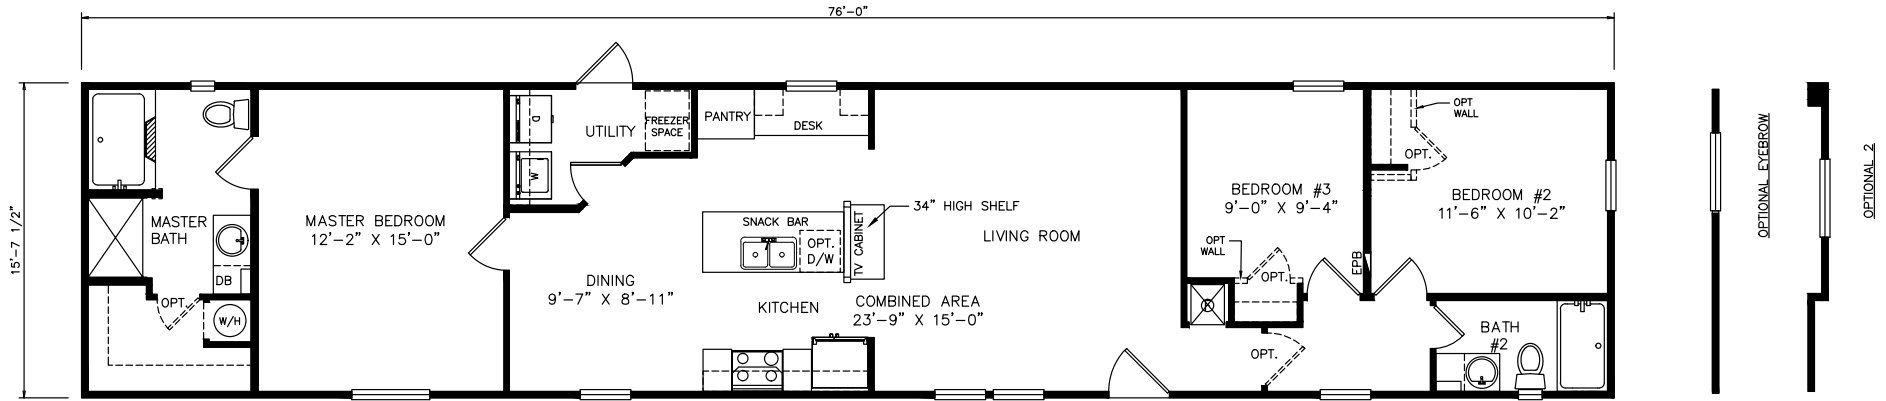 76'-0"
15'-7 1/2"
MASTER
BATH
DB
OPT.
W/H
MASTER BEDROOM
12'-2" X 15'-0"
D
W
UTILITY
FREEZER
SPACE
PANTRY
DESK
DINING
9'-7" X 8'-11"
SNACK BAR
OPT.
D/W
TV CABINET
34" HIGH SHELF
KITCHEN
LIVING ROOM
COMBINED AREA
23'-9" X 15'-0"
BEDROOM #3
9'-0" X 9'-4"
OPT
WALL
OPT.
EPB
OPT.
OPT
WALL
OPT.
BEDROOM #2
11'-6" X 10'-2"
BATH
#2
OPTIONAL EYEBROW
OPTIONAL 2